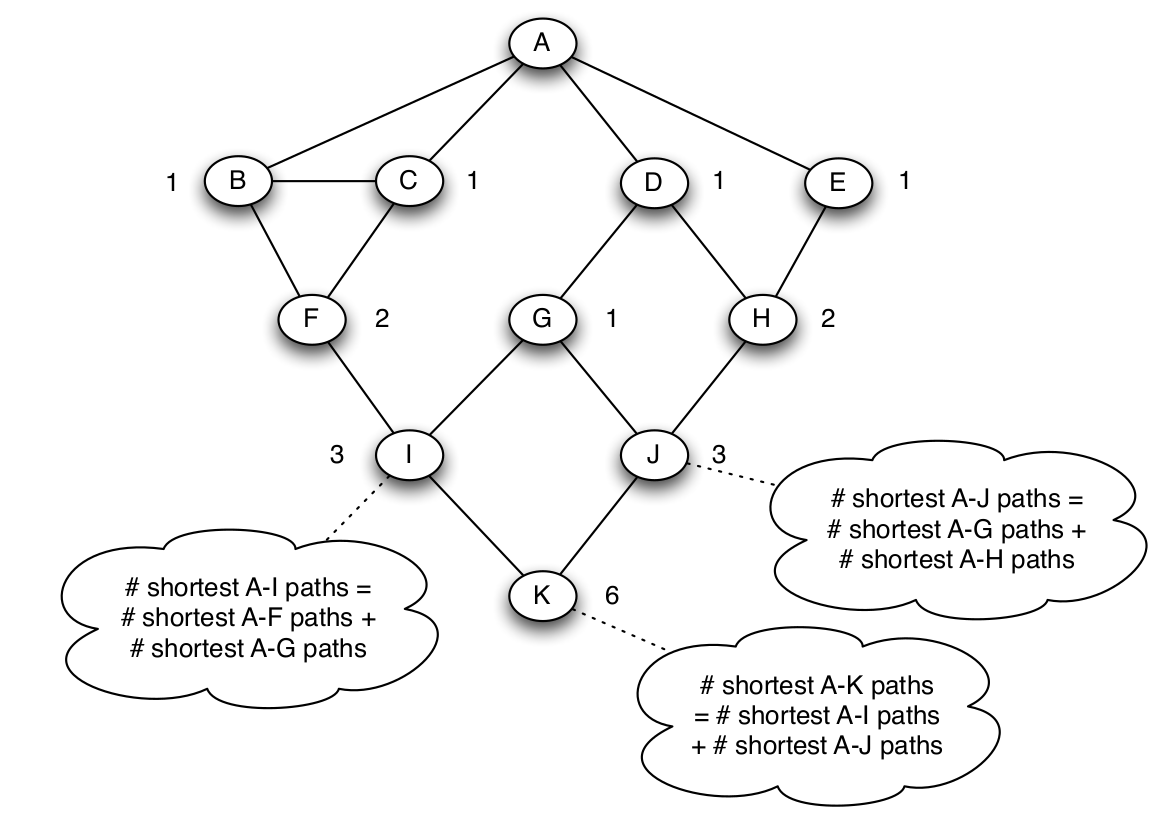 A
1 B C 1 D 1 E 1
F 2 G 1 H 2
3 I J 3
# shortest A-J paths =
# shortest A-G paths +
# shortest A-H paths
# shortest A-I paths =
# shortest A-F paths +
# shortest A-G paths
K 6
# shortest A-K paths
= # shortest A-I paths
+ # shortest A-J paths